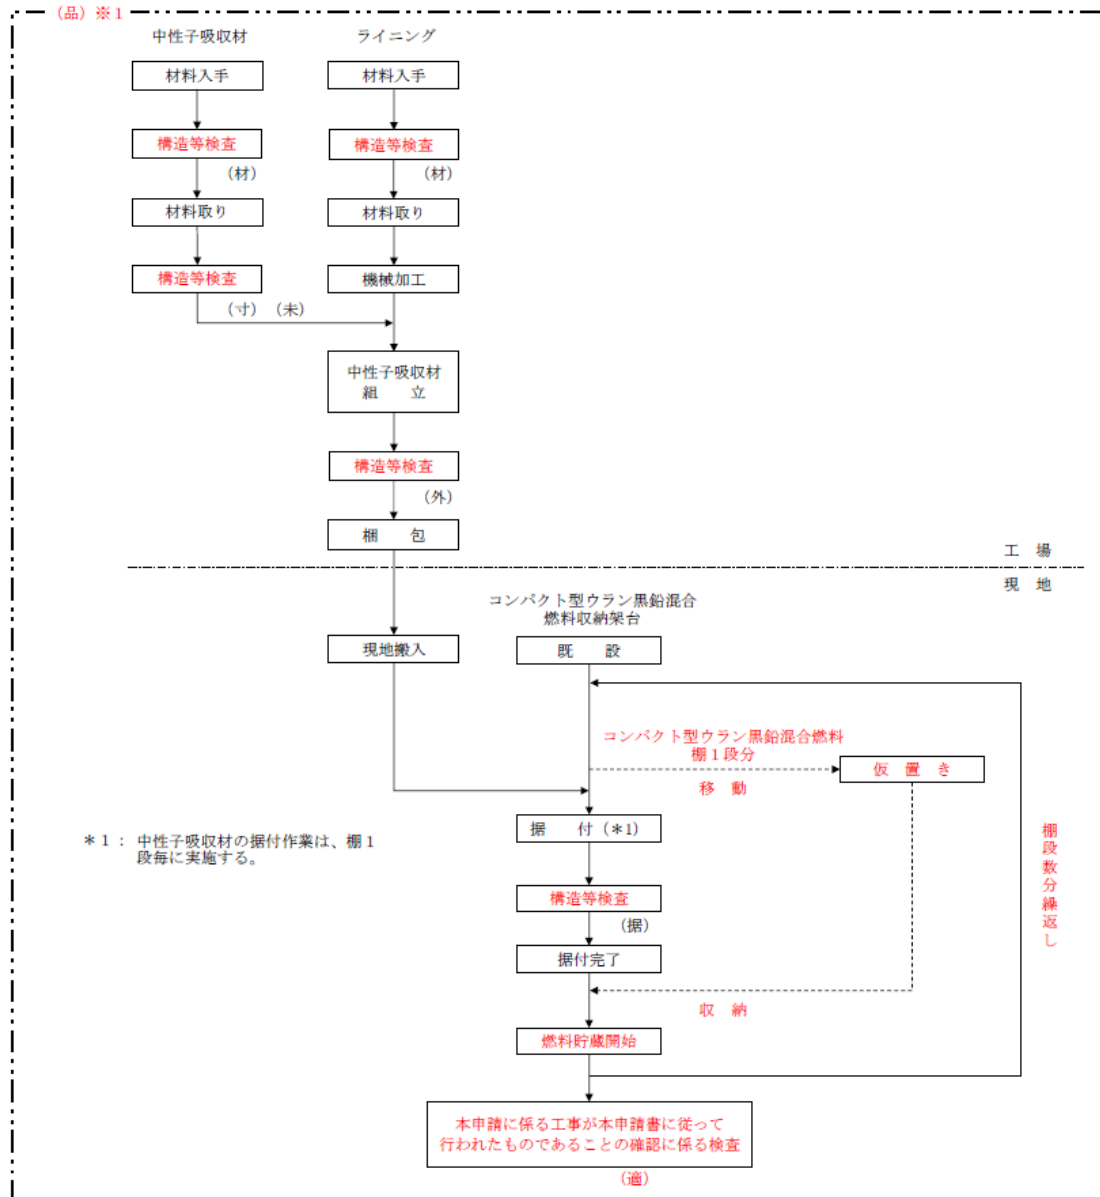 （品）※１
中性子吸収材
ライニング
材料入手
材料入手
構造等検査
構造等検査
（材）
（材）
材料取り
材料取り
構造等検査
機械加工
（寸）（未）
中性子吸収材
組　　立
構造等検査
（外）
梱　　包
工　場
現　地
コンパクト型ウラン黒鉛混合
燃料収納架台
現地搬入
既　　設
コンパクト型ウラン黒鉛混合燃料
棚１段分
仮　置　き
移　動
据　　付（＊1）
＊１：　中性子吸収材の据付作業は、棚１
段毎に実施する。
棚段数分繰返し
構造等検査
（据）
据付完了
収　納
燃料貯蔵開始
本申請に係る工事が本申請書に従って
行われたものであることの確認に係る検査
（適）